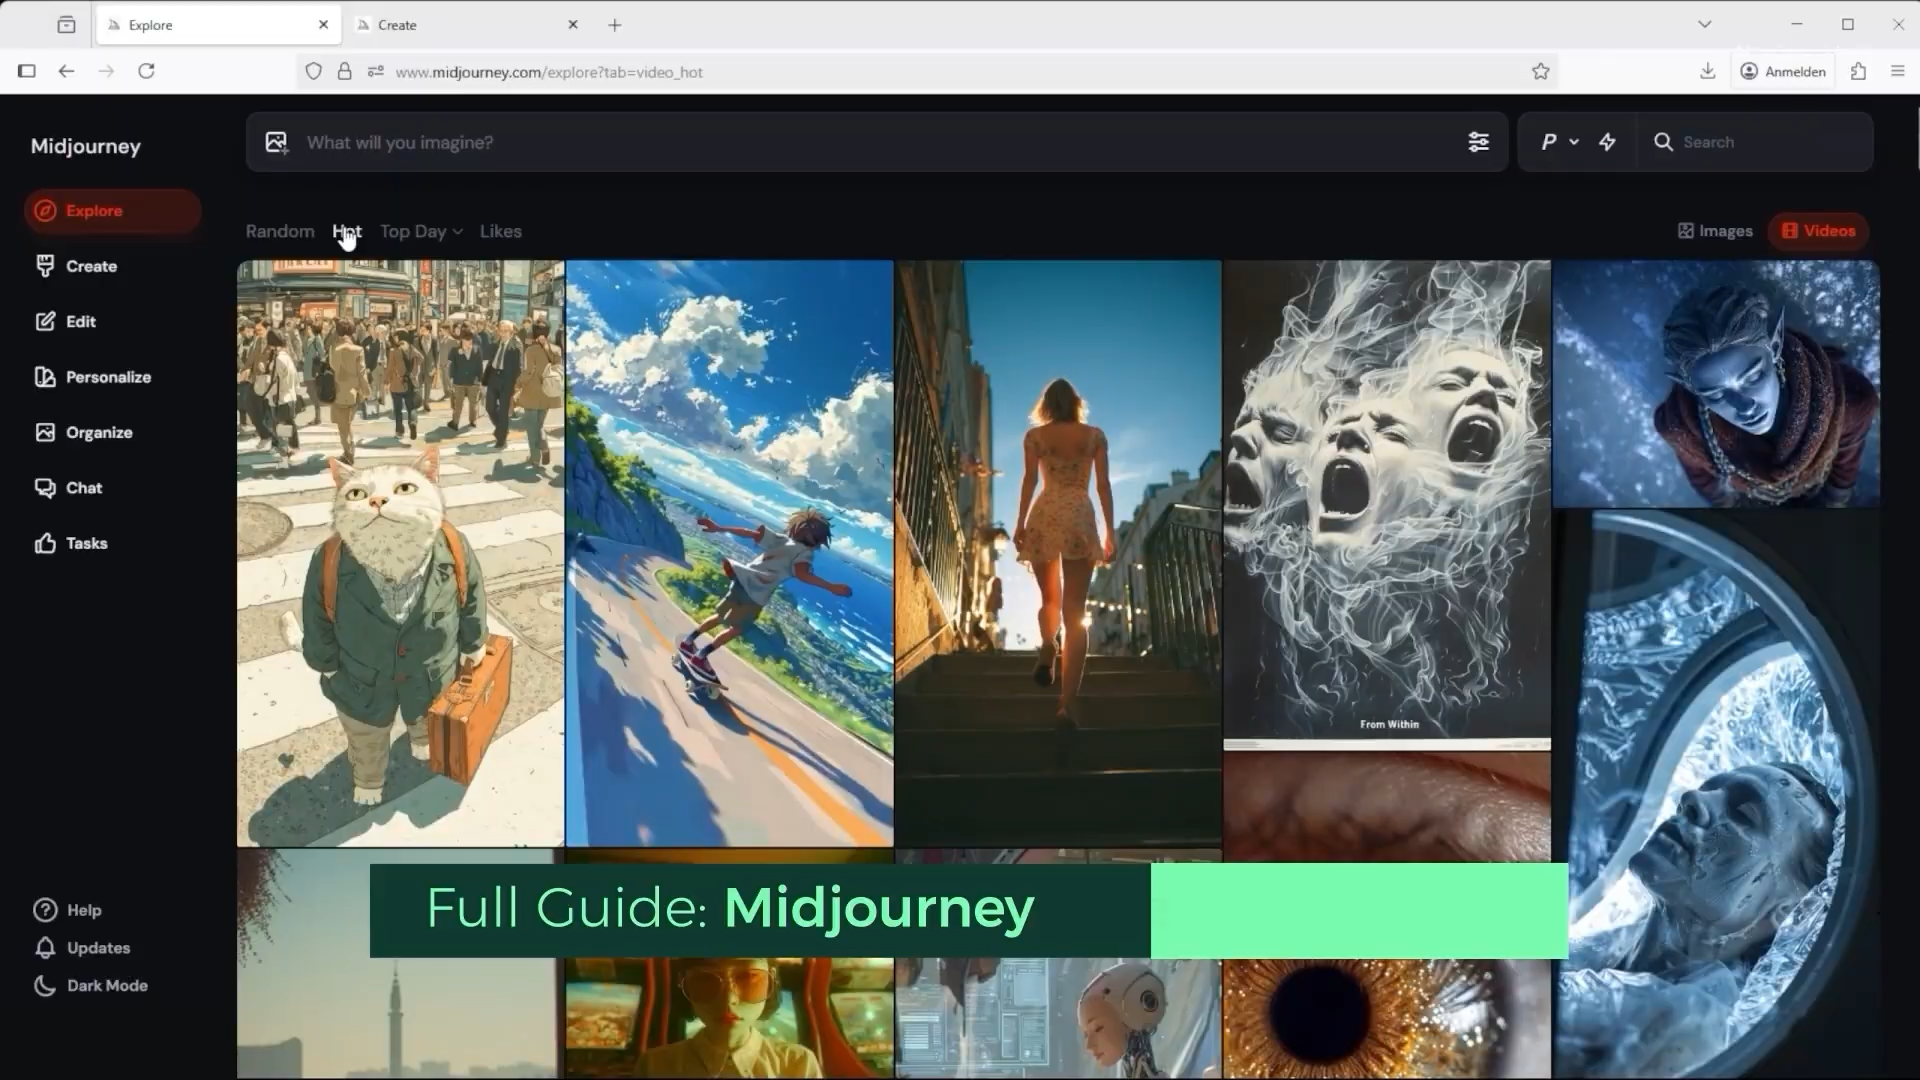 Explore
Create
www.midjourney.com/explore?tab=video_hot
Anmelden
Midjourney
What will you imagine?
P
Search
Explore
Random
Hot
Top Day
Likes
Images
Videos
Create
Edit
Personalize
Organize
Chat
Tasks
From Within
Full Guide: Midjourney
Help
Updates
Dark Mode